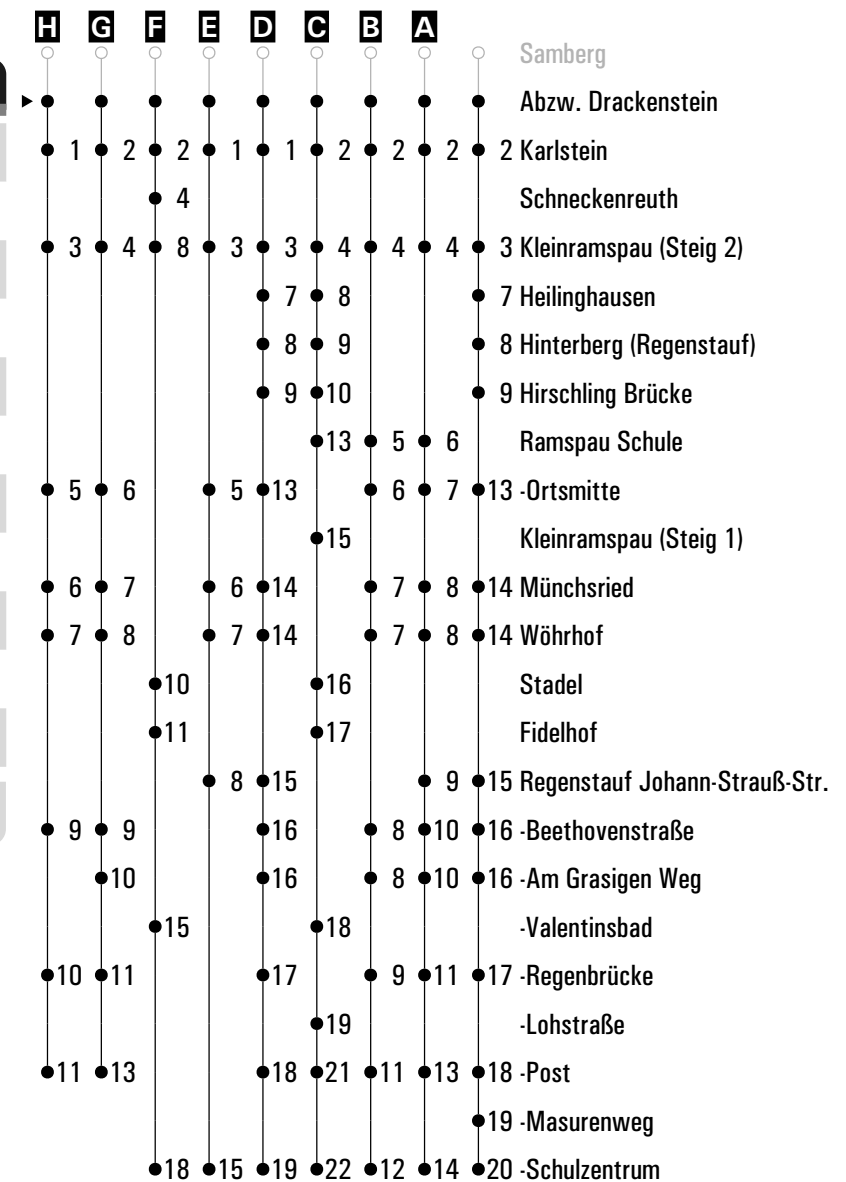 H G F E D C B A
Samberg
Abzw. Drackenstein
1 2 2 1 1 2 2 2 2 Karlstein
4 Schneckenreuth
3 4 8 3 3 4 4 4 3 Kleinramspau (Steig 2)
7 8 7 Heilinghausen
8 9 8 Hinterberg (Regenstauf)
9 10 9 Hirschling Brücke
13 5 6 Ramspau Schule
5 6 5 13 6 7 13 -Ortsmitte
15 Kleinramspau (Steig 1)
6 7 6 14 7 8 14 Münchsried
7 8 7 14 7 8 14 Wöhrhof
10 16 Stadel
11 17 Fidelhof
8 15 9 15 Regenstauf Johann-Strauß-Str.
9 9 16 8 10 16 -Beethovenstraße
10 16 8 10 16 -Am Grasigen Weg
15 18 -Valentinsbad
10 11 17 9 11 17 -Regenbrücke
19 -Lohstraße
11 13 18 21 11 13 18 -Post
19 -Masurenweg
18 15 19 22 12 14 20 -Schulzentrum